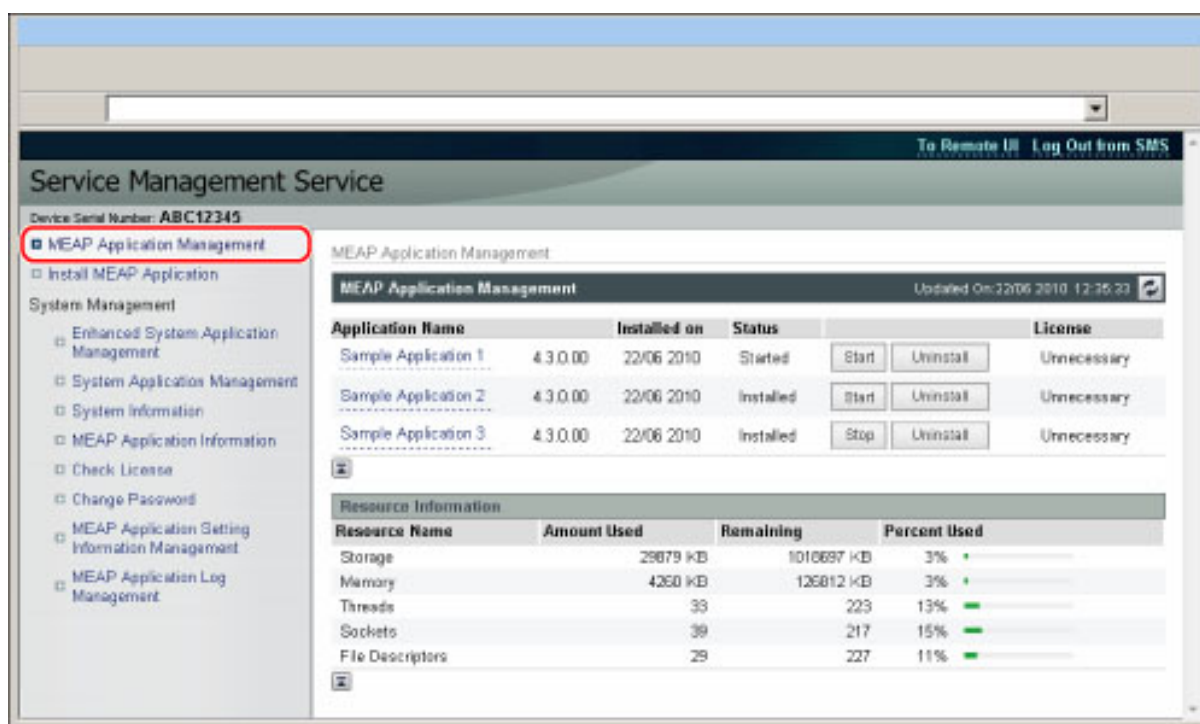 To Remote UI Log Out from SMS
Service Management Service
Device Serial Number: ABC12345
MEAP Application Management
Install MEAP Application
System Management
Enhanced System Application
Management
System Application Management
System Information
MEAP Application Information
Check License
Change Password
MEAP Application Setting
Information Management
MEAP Application Log
Management
MEAP Application Management
MEAP Application Management Updated On:22/06 2010 12:35:33
Application Name Installed on Status License
Sample Application 1 4.3.0.00 22/06 2010 Started Start Uninstall Unnecessary
Sample Application 2 4.3.0.00 22/06 2010 Installed Start Uninstall Unnecessary
Sample Application 3 4.3.0.00 22/06 2010 Installed Stop Uninstall Unnecessary
Resource Information
Resource Name Amount Used Remaining Percent Used
Storage 29879 KB 1018697 KB 3%
Memory 4260 KB 126812 KB 3%
Threads 33 223 13%
Sockets 39 217 15%
File Descriptors 29 227 11%